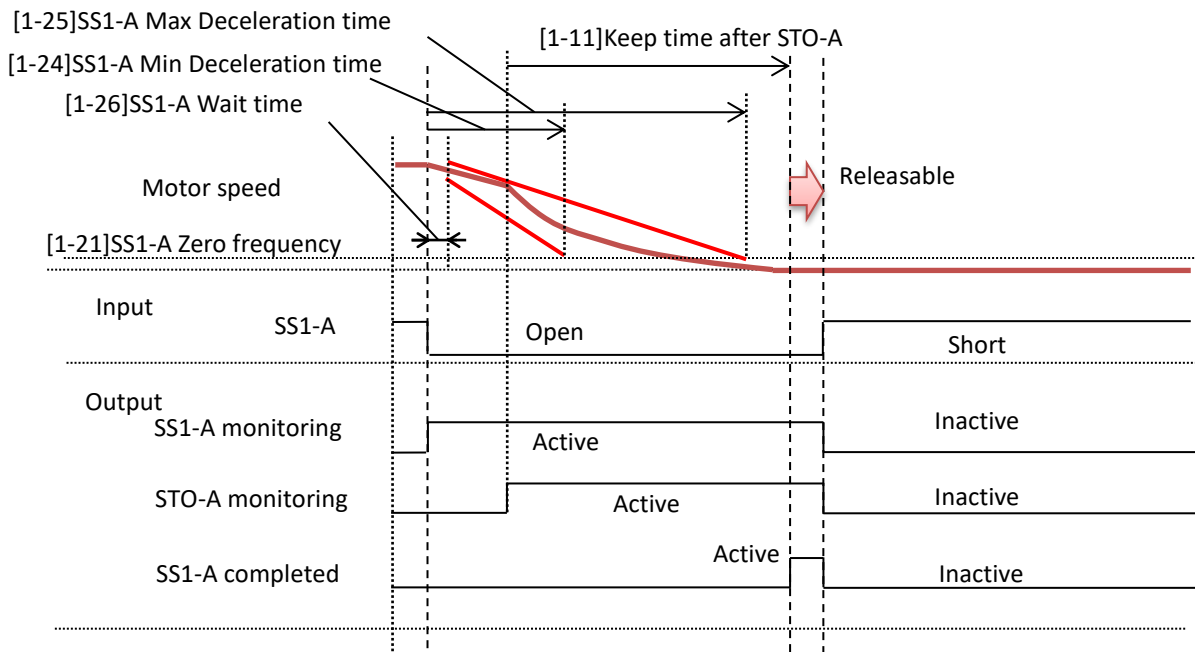 [1-25]SS1-A Max Deceleration time
[1-11]Keep time after STO-A
[1-24]SS1-A Min Deceleration time
[1-26]SS1-A Wait time
Motor speed
Releasable
[1-21]SS1-A Zero frequency
Input
SS1-A
Open
Short
Output
SS1-A monitoring
Active
Inactive
STO-A monitoring
Active
Inactive
SS1-A completed
Active
Inactive